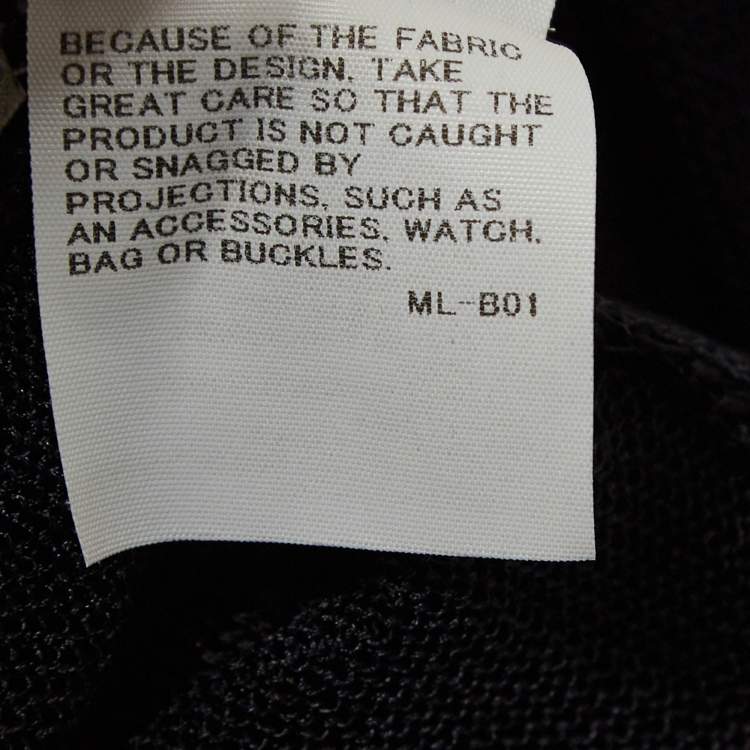 BECAUSE OF THE FABRIC
OR THE DESIGN, TAKE
GREAT CARE SO THAT THE
PRODUCT IS NOT CAUGHT
OR SNAGGED BY
PROJECTIONS, SUCH AS
AN ACCESSORIES, WATCH,
BAG OR BUCKLES.
ML-B01